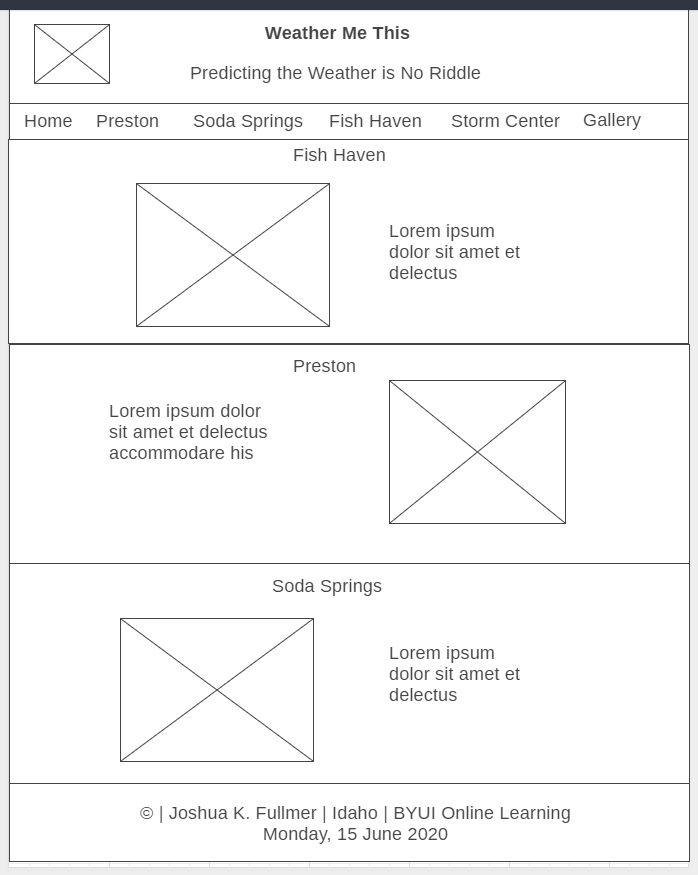 Weather Me This
Predicting the Weather is No Riddle
Home Preston Soda Springs Fish Haven Storm Center Gallery
Fish Haven
Lorem ipsum
dolor sit amet et
delectus
Preston
Lorem ipsum dolor
sit amet et delectus
accommodare his
Soda Springs
Lorem ipsum
dolor sit amet et
delectus
© | Joshua K. Fullmer | Idaho | BYUI Online Learning
Monday, 15 June 2020